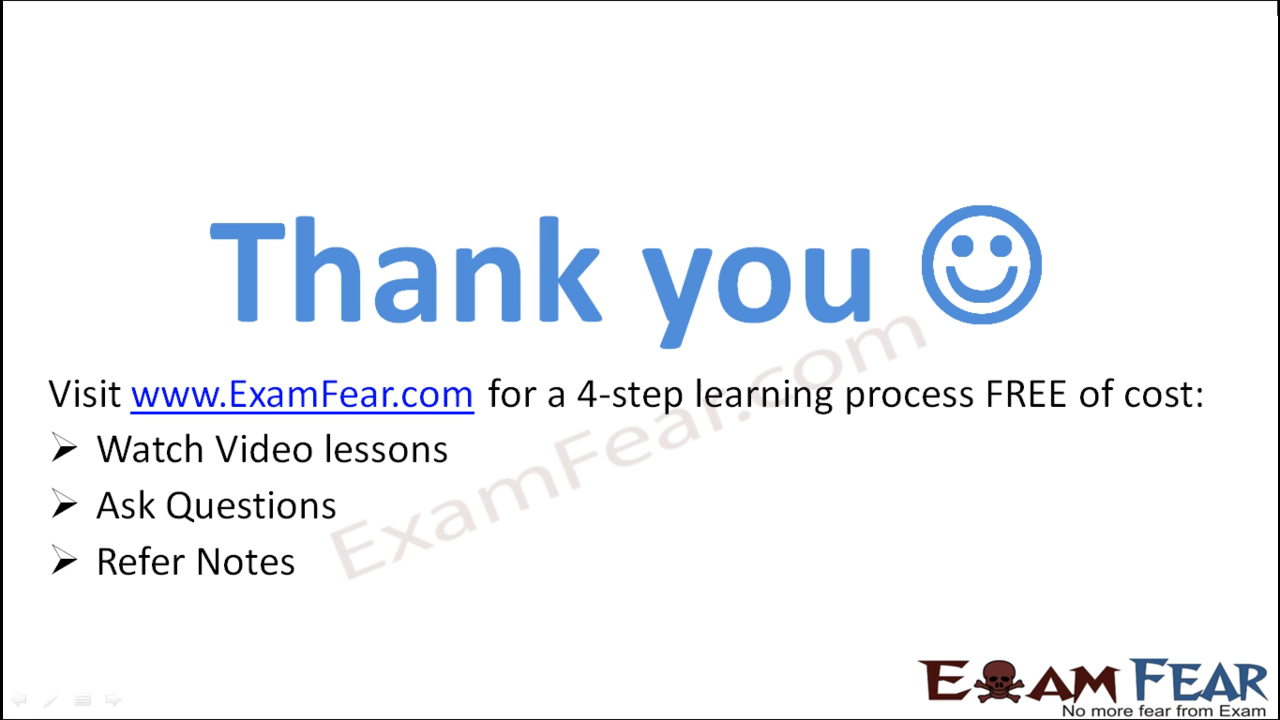 Thank you
Visit www.ExamFear.com for a 4-step learning process FREE of cost:
Watch Video lessons
Ask Questions
Refer Notes
ExamFear.com
EXAM FEAR
No more fear from Exam